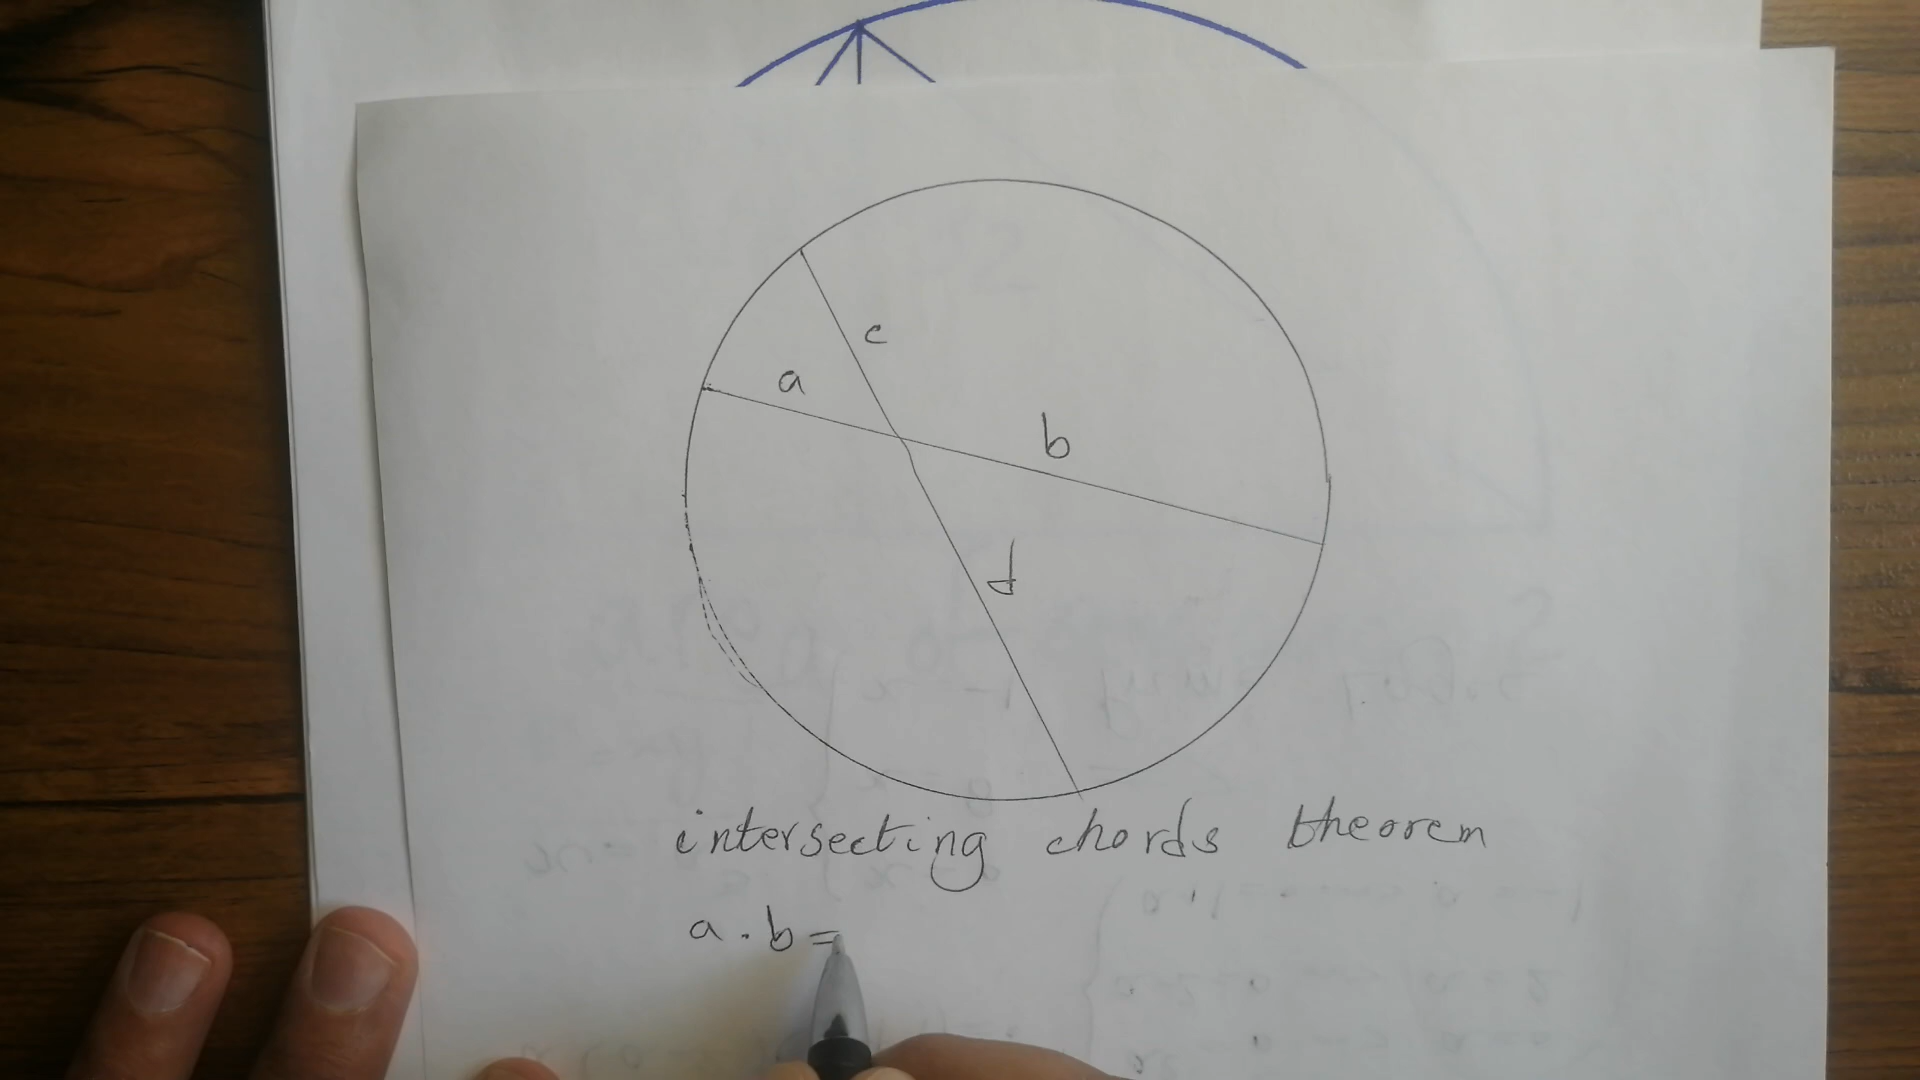 c
a
b
d
intersecting chords theorem
a . b =